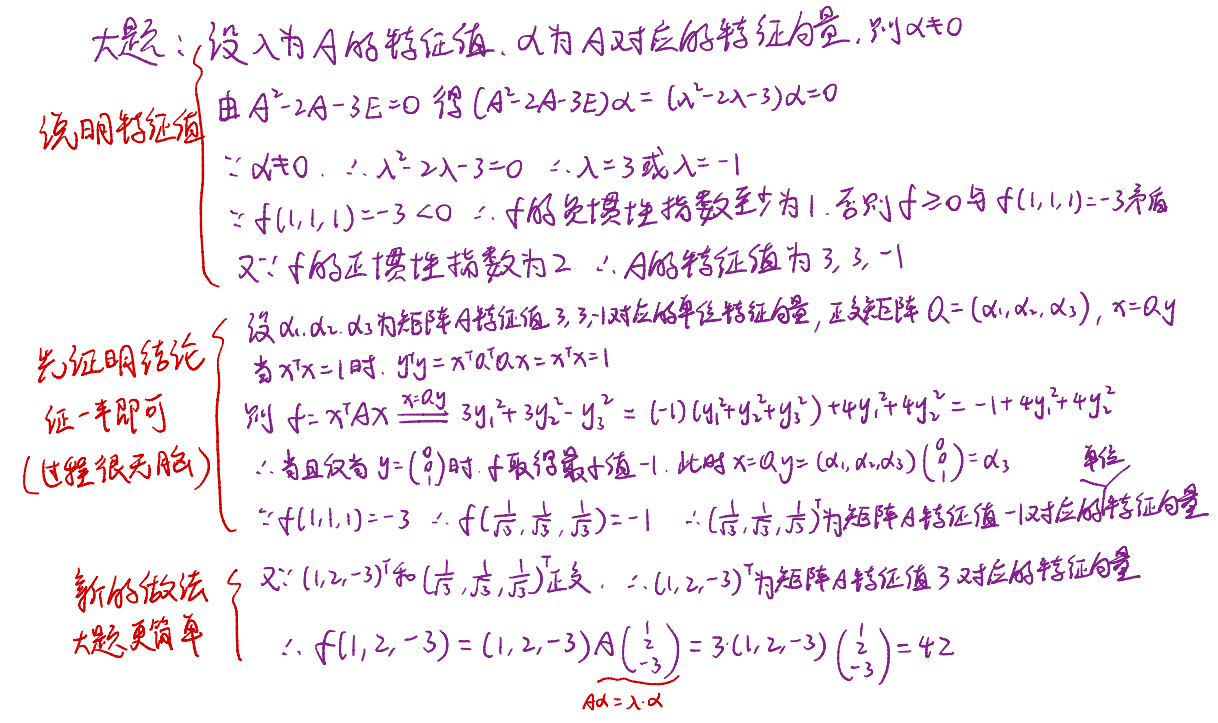 大题：设λ为A的特征值，α为A对应的特征向量，则α≠0
说明特征值
由A²-2A-3E=0 得(A²-2A-3E)α=(λ²-2λ-3)α=0
∵α≠0. ∴λ²-2λ-3=0 ∴λ=3或λ=-1
∵f(1,1,1)=-3<0 ∴f的负惯性指数至少为1. 否则f≥0与f(1,1,1)=-3矛盾
又∵f的正惯性指数为2 ∴A的特征值为3,3,-1
先证明结论
证一半即可
(过程很无脑)
设α₁.α₂.α₃为矩阵A特征值3,3,-1对应的单位特征向量, 正交矩阵Q=(α₁,α₂,α₃), x=Qy
当xᵀx=1时. yᵀy=xᵀQᵀQx=xᵀx=1
则 f=xᵀAx x=Qy 3y₁²+3y₂²-y₃²=(-1)(y₁²+y₂²+y₃²)+4y₁²+4y₂²=-1+4y₁²+4y₂²
∴当且仅当y=(0 0 1)时. f取得最小值-1. 此时x=Qy=(α₁,α₂,α₃)(0 0 1)=α₃
单位
∵f(1,1,1)=-3 ∴f(1/√3,1/√3,1/√3)=-1 ∴(1/√3,1/√3,1/√3)ᵀ为矩阵A特征值-1对应的特征向量
新的做法
大题更简单
又∵(1,2,-3)ᵀ和(1/√3,1/√3,1/√3)ᵀ正交. ∴(1,2,-3)ᵀ为矩阵A特征值3对应的特征向量
∴f(1,2,-3)=(1,2,-3)A(1 2 -3)=3·(1,2,-3)(1 2 -3)=42
Aα=λ·α